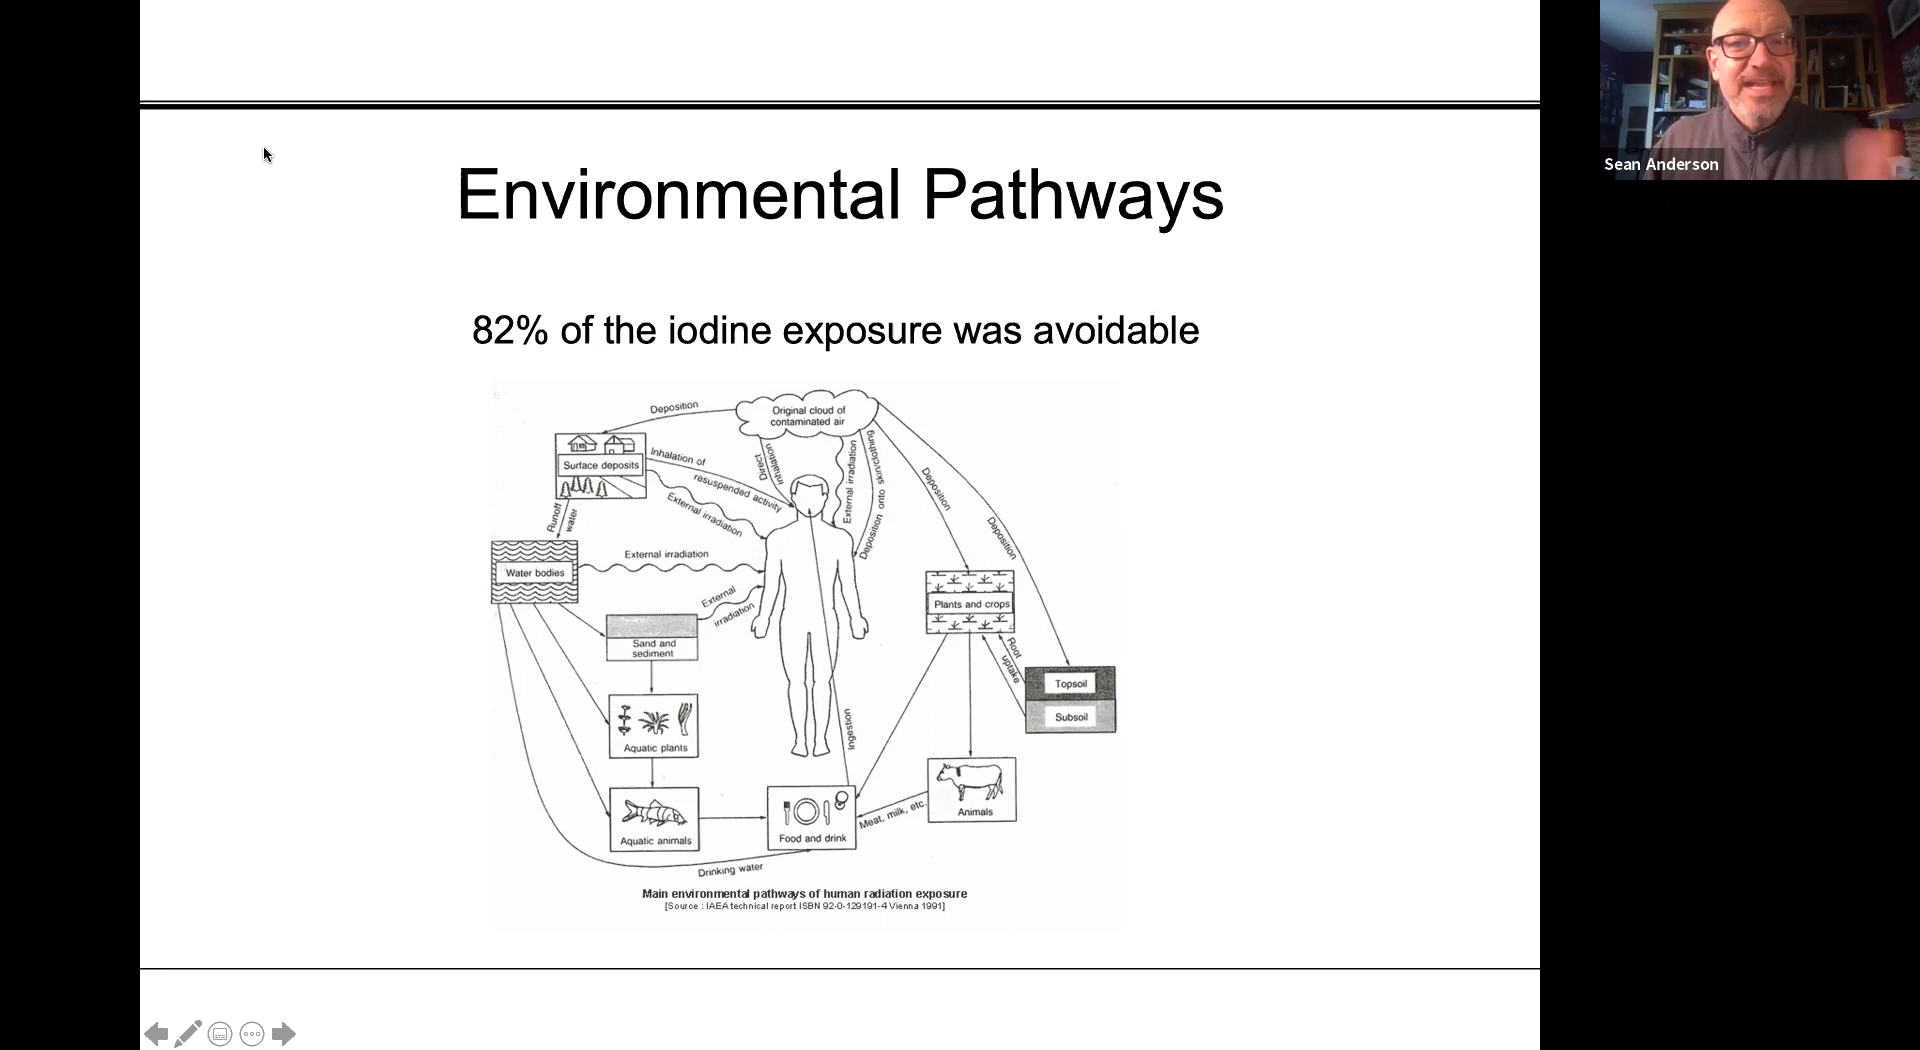 Sean Anderson
Environmental Pathways
82% of the iodine exposure was avoidable
Original cloud of
contaminated air
Deposition
Surface deposits
Inhalation of
resuspended activity
External irradiation
Direct
inhalation
External irradiation
Deposition onto skin/clothing
Deposition
Deposition
Runoff
water
Water bodies
External irradiation
External
irradiation
Sand and
sediment
Plants and crops
Root
uptake
Topsoil
Subsoil
Aquatic plants
Ingestion
Aquatic animals
Food and drink
Meat, milk, etc.
Animals
Drinking water
Main environmental pathways of human radiation exposure
[Source : IAEA technical report ISBN 92-0-129191-4 Vienna 1991]